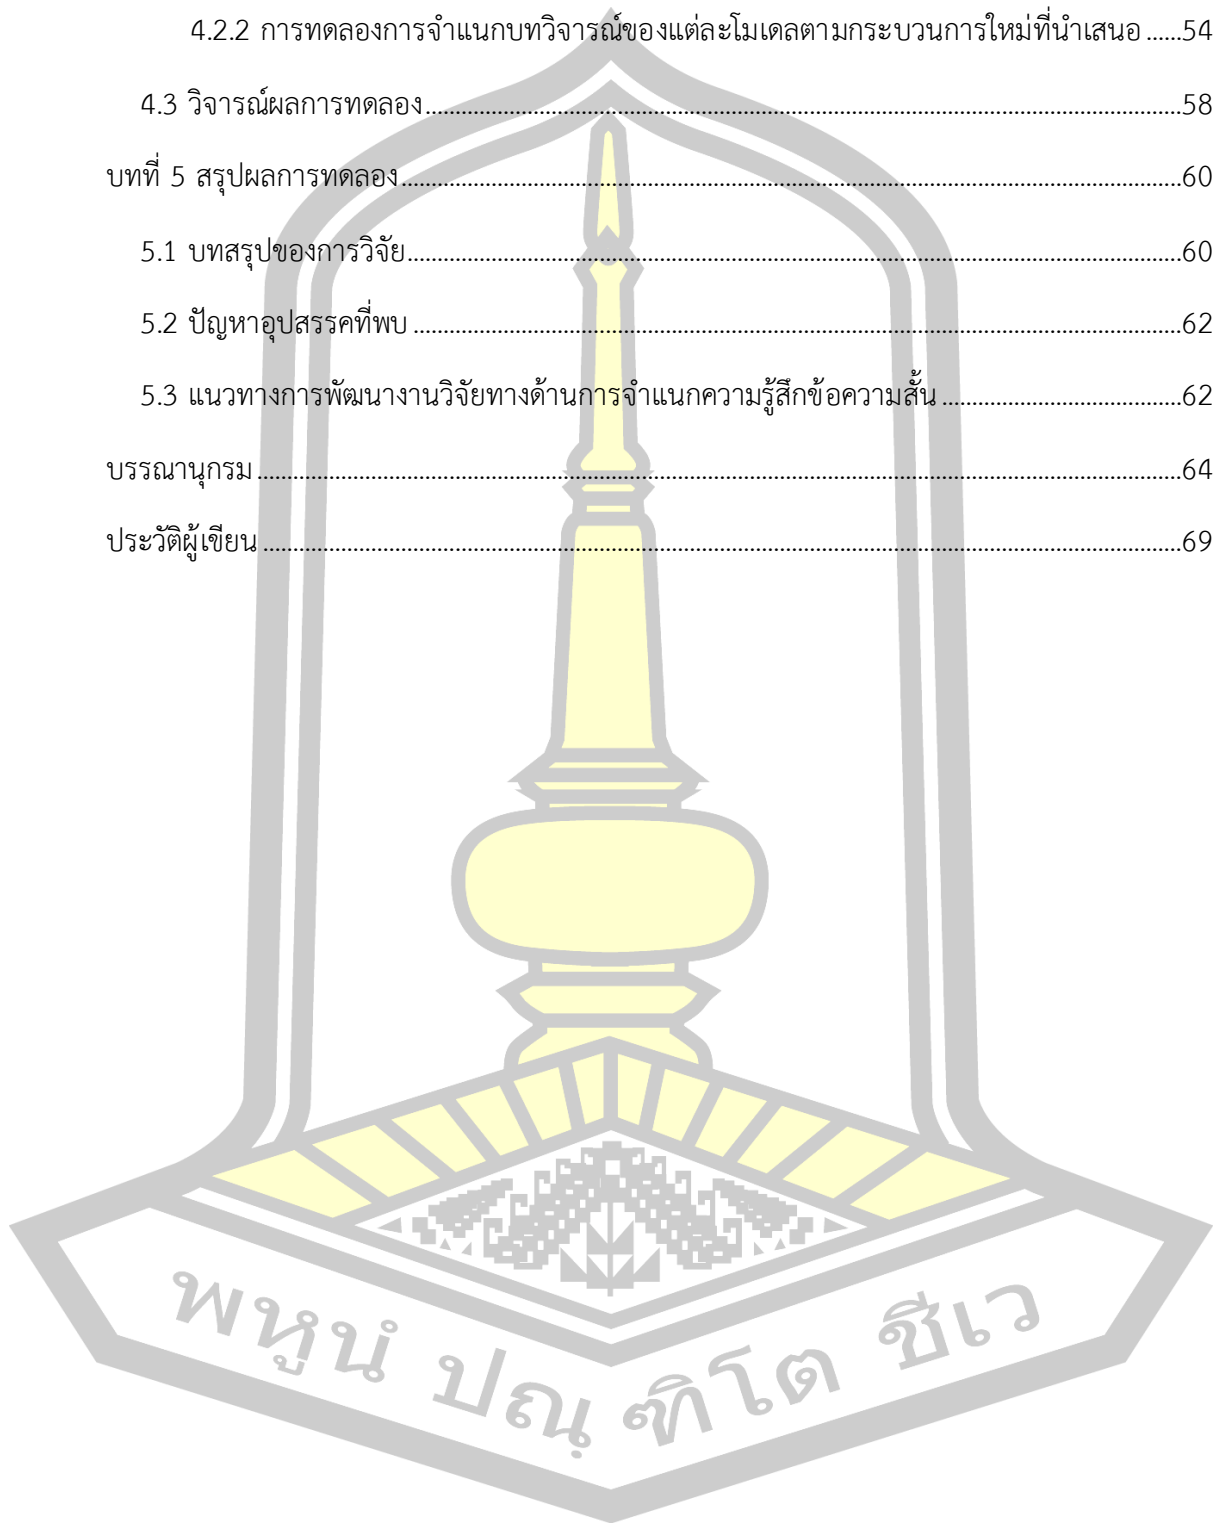 4.2.2 การทดลองการจำแนกบทวิจารณ์ของแต่ละโมเดลตามกระบวนการใหม่ที่นำเสนอ ......54
4.3 วิจารณ์ผลการทดลอง..............................................................................................................58
บทที่ 5 สรุปผลการทดลอง..................................................................................................................60
5.1 บทสรุปของการวิจัย................................................................................................................60
5.2 ปัญหาอุปสรรคที่พบ ...............................................................................................................62
5.3 แนวทางการพัฒนางานวิจัยทางด้านการจำแนกความรู้สึกข้อความสั้น ...................................62
บรรณานุกรม .....................................................................................................................................64
ประวัติผู้เขียน ....................................................................................................................................69
พหูนํ ปณฺฑิโต ชีเว